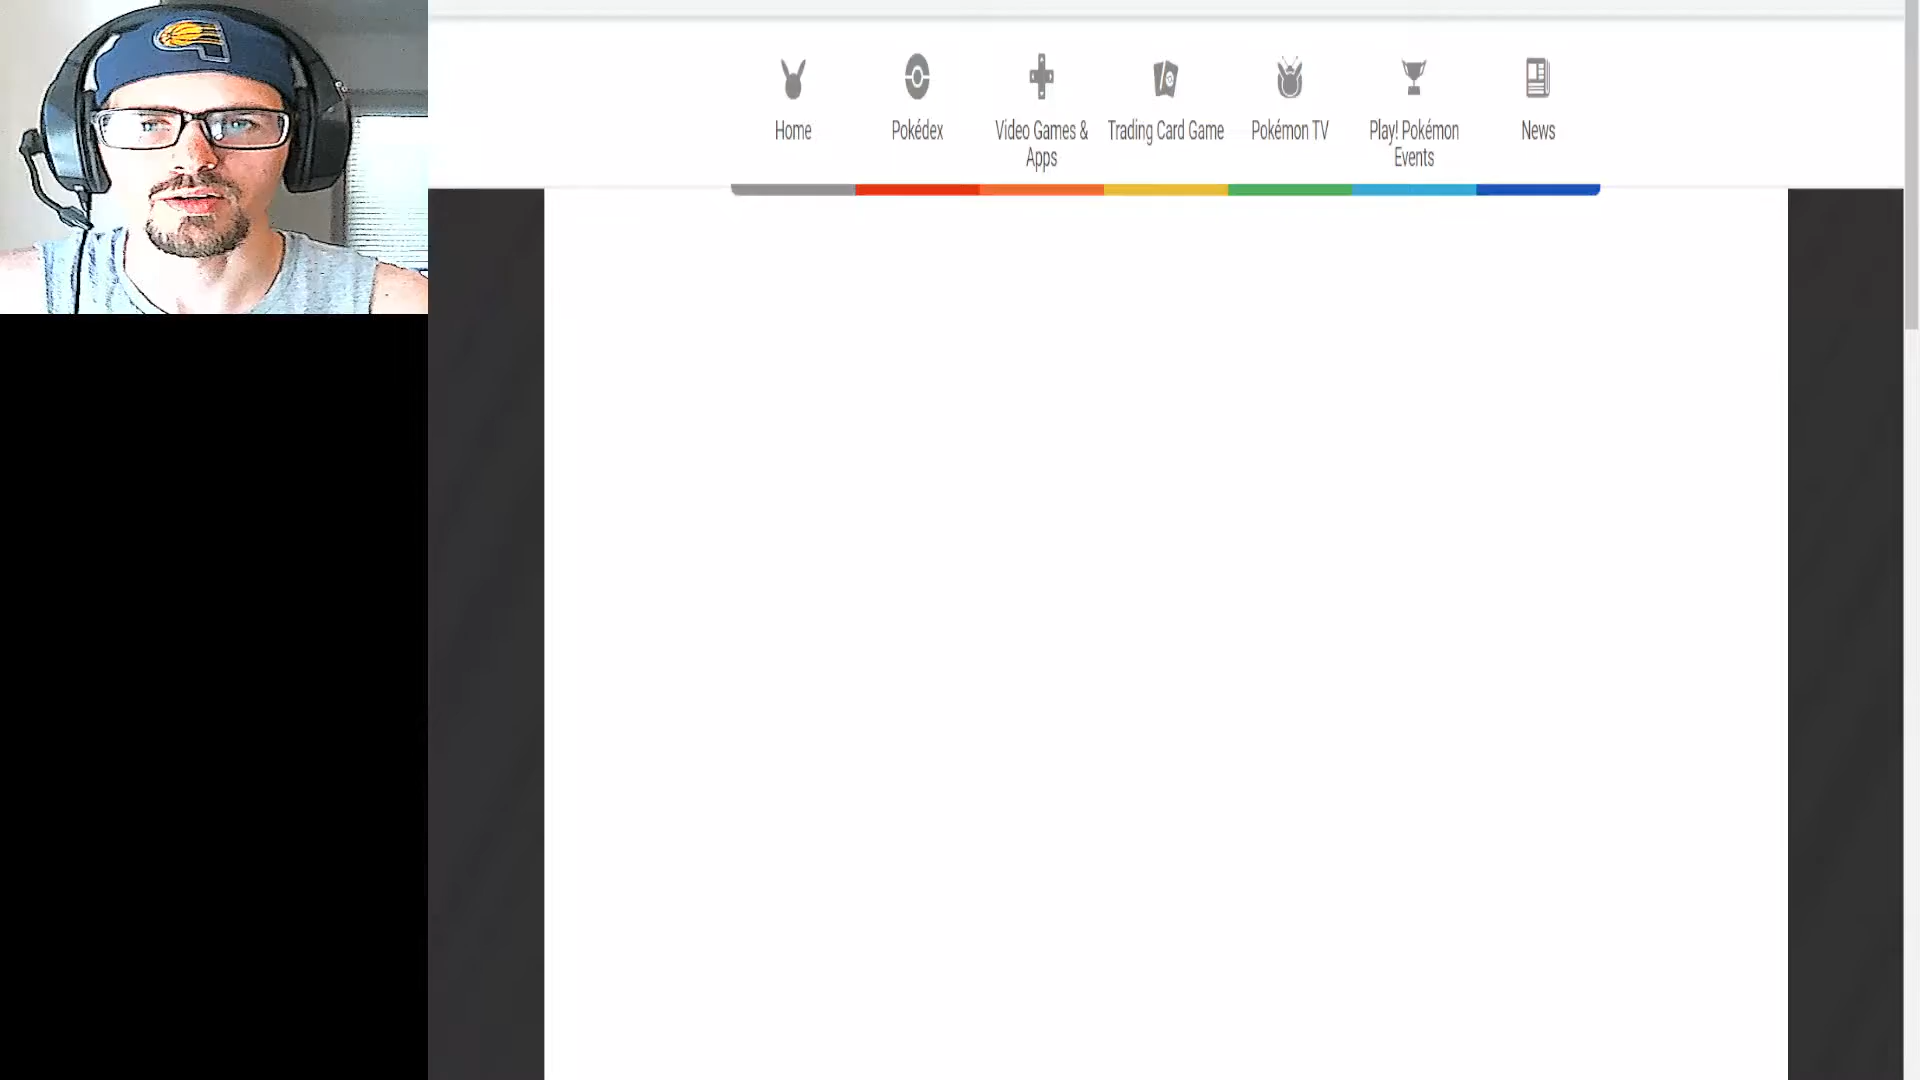 Home
Pokédex
Video Games &
Apps
Trading Card Game
Pokémon TV
Play! Pokémon
Events
News